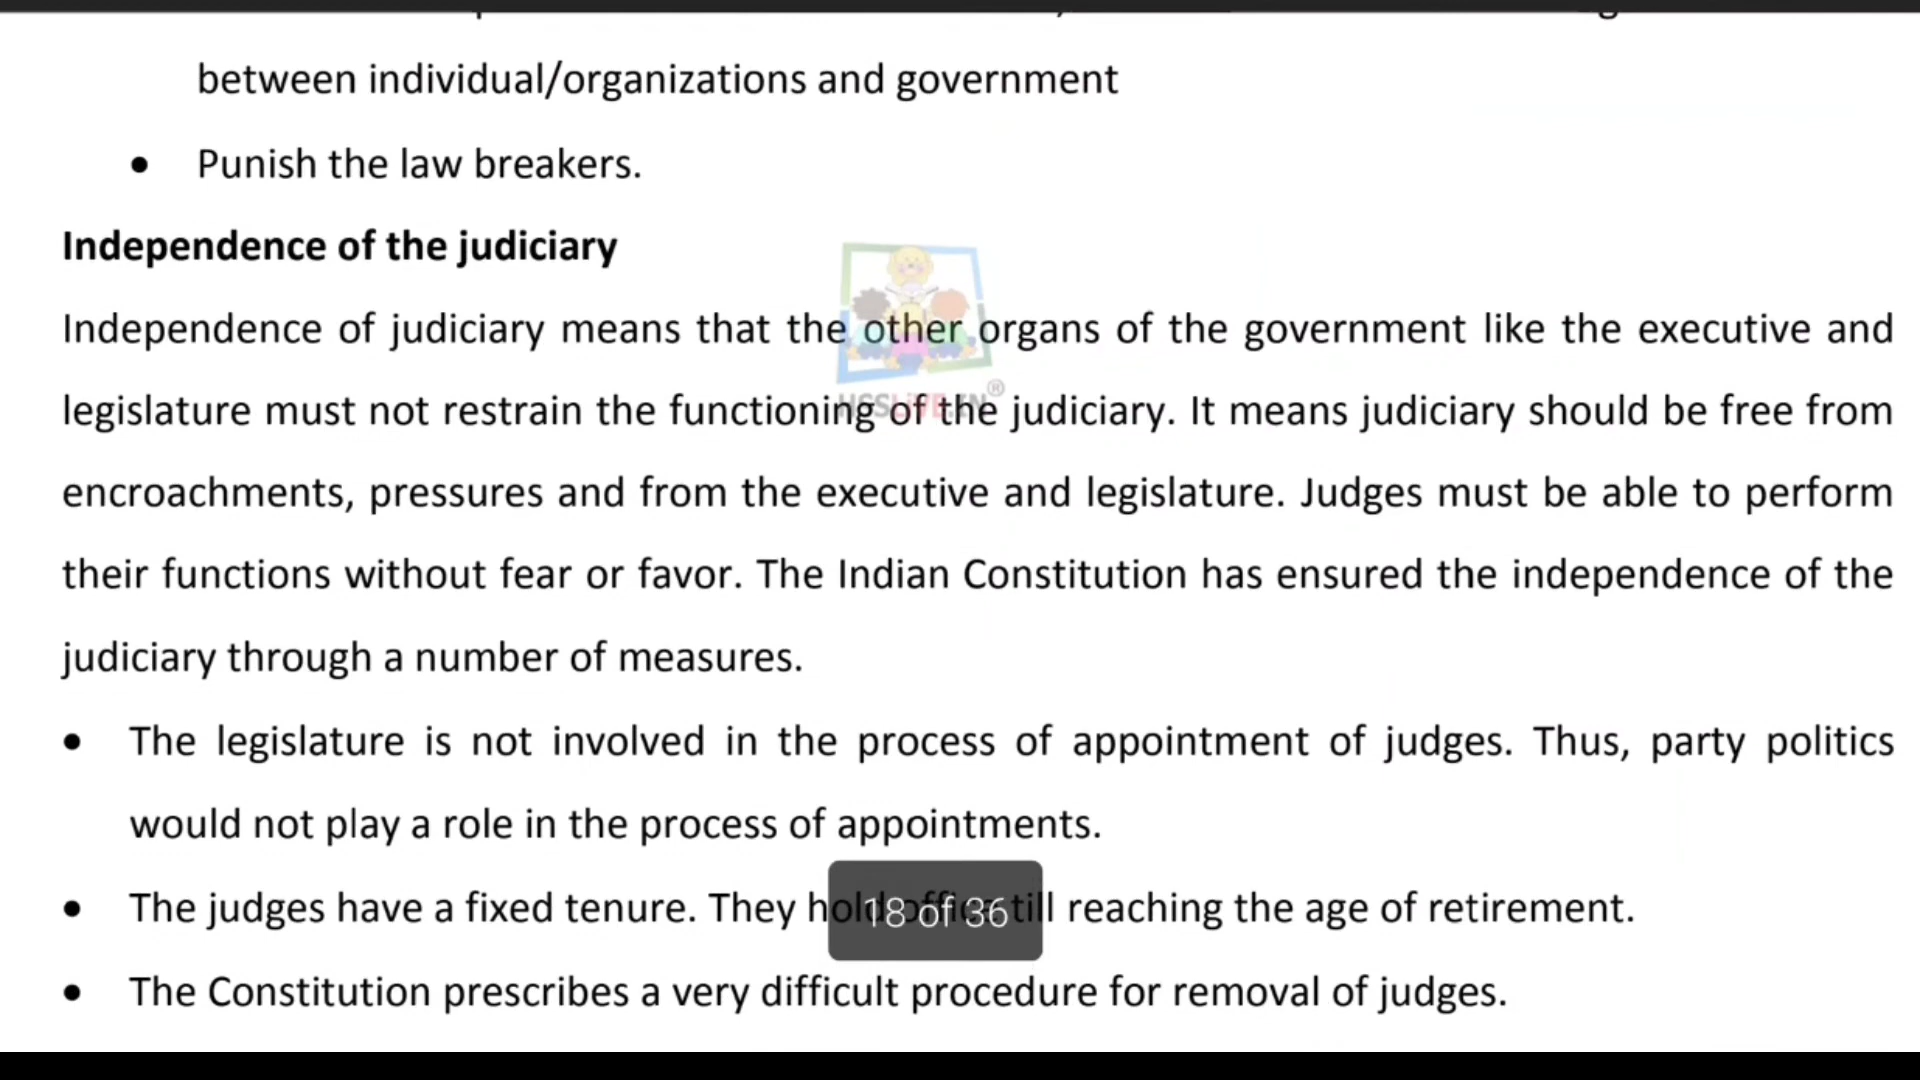 between individual/organizations and government
• Punish the law breakers.
Independence of the judiciary
Independence of judiciary means that the other organs of the government like the executive and
legislature must not restrain the functioning of the judiciary. It means judiciary should be free from
encroachments, pressures and from the executive and legislature. Judges must be able to perform
their functions without fear or favor. The Indian Constitution has ensured the independence of the
judiciary through a number of measures.
• The legislature is not involved in the process of appointment of judges. Thus, party politics
would not play a role in the process of appointments.
• The judges have a fixed tenure. They hold office till reaching the age of retirement.
18 of 36
• The Constitution prescribes a very difficult procedure for removal of judges.
HSSLiVE.IN®